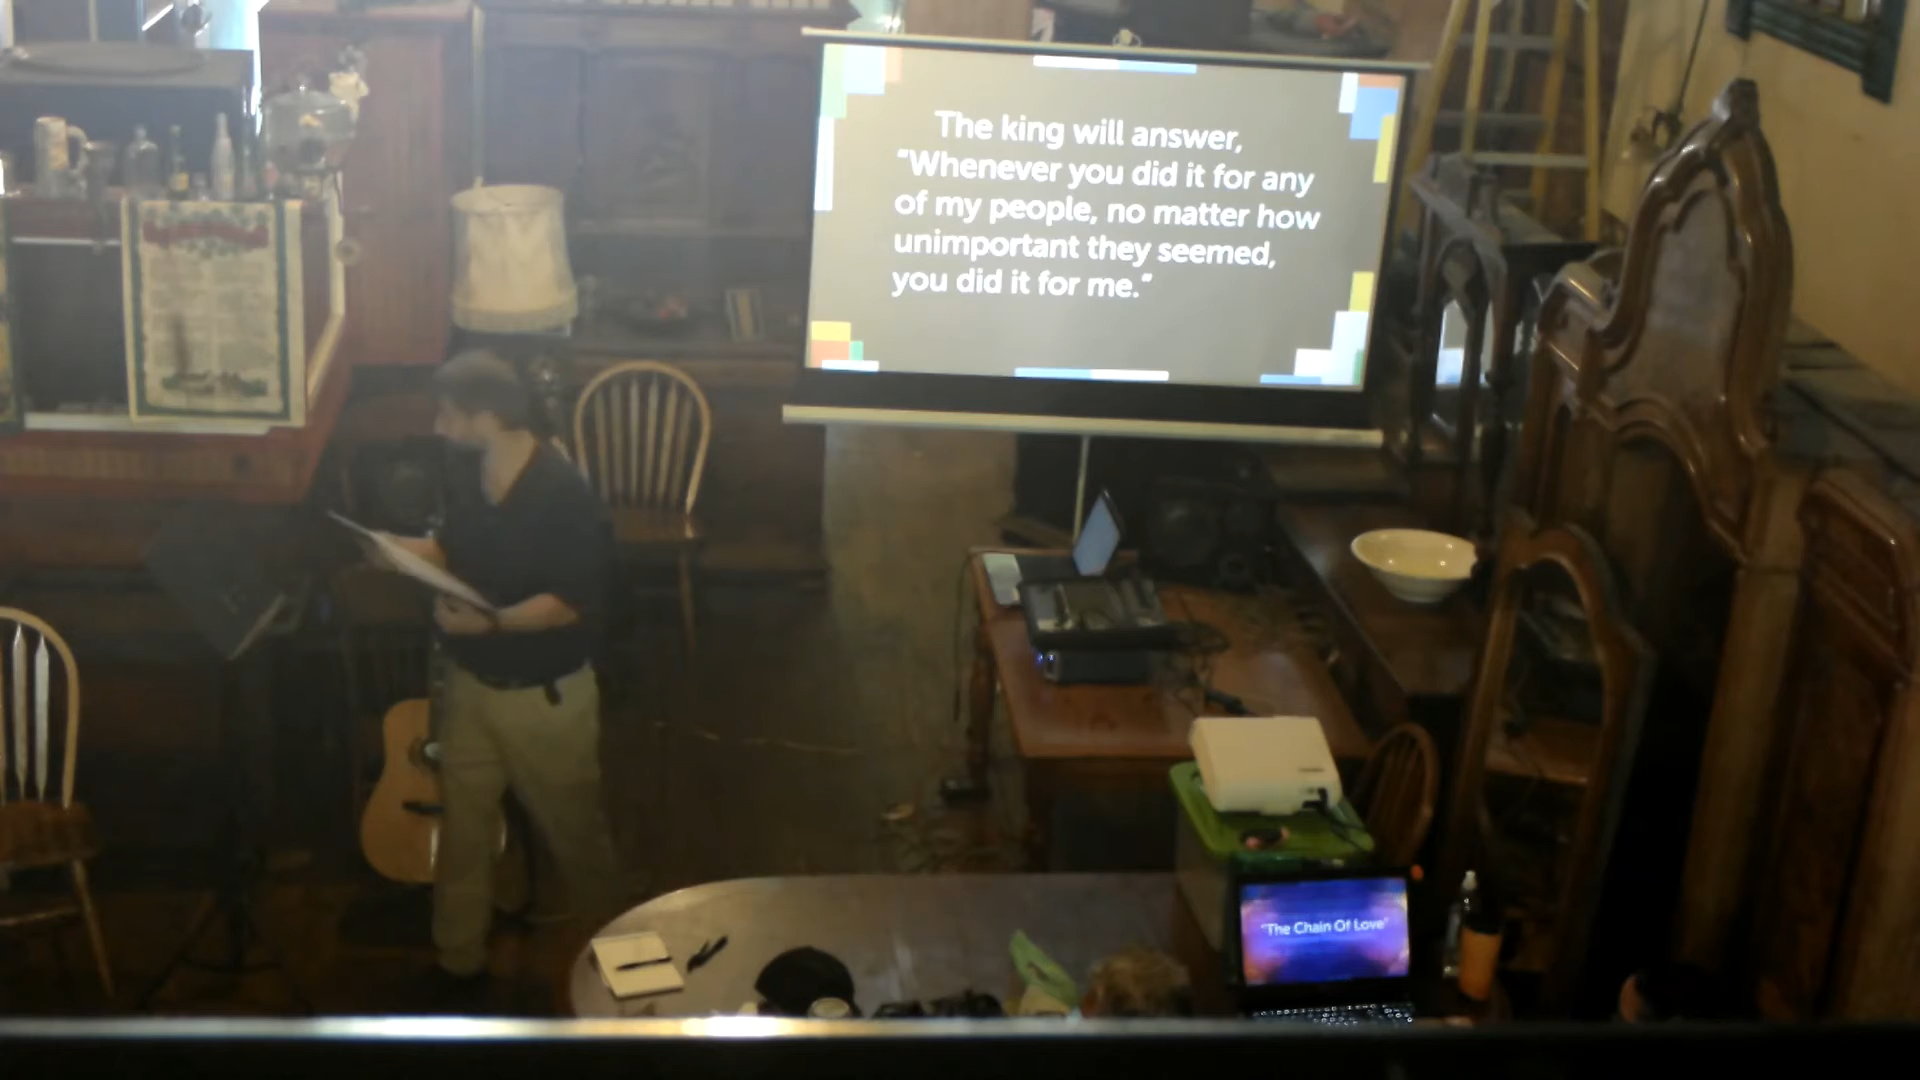 The king will answer,
"Whenever you did it for any
of my people, no matter how
unimportant they seemed,
you did it for me."
"The Chain Of Love"